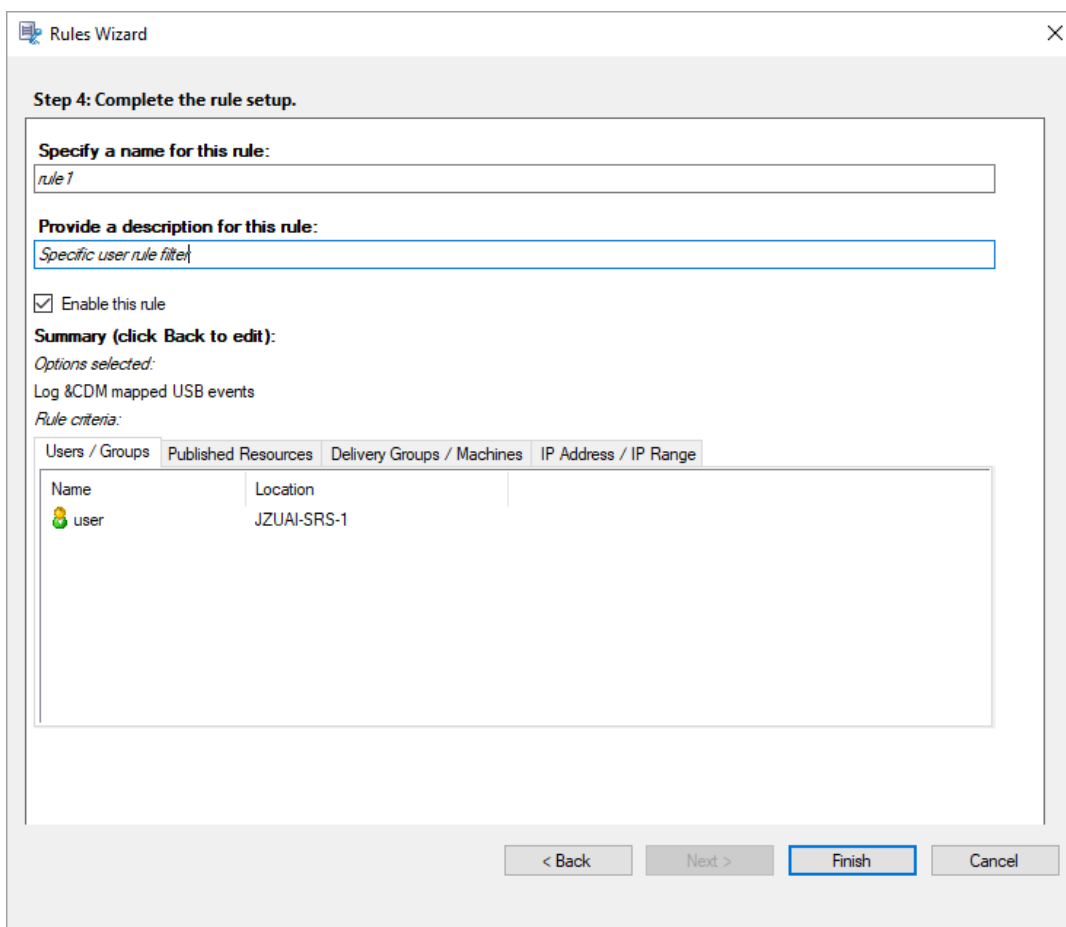 Rules Wizard
Step 4: Complete the rule setup.
Specify a name for this rule:
rule1
Provide a description for this rule:
Specific user rule filter
Enable this rule
Summary (click Back to edit):
Options selected:
Log &CDM mapped USB events
Rule criteria:
Users / Groups Published Resources Delivery Groups / Machines IP Address / IP Range
Name Location
user JZUAI-SRS-1
< Back Next > Finish Cancel